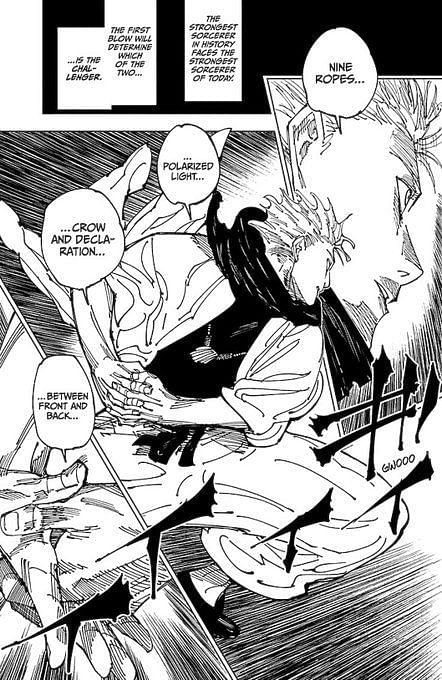 THE
STRONGEST
SORCERER
IN HISTORY
FACES THE
STRONGEST
SORCERER
OF TODAY.
THE FIRST
BLOW WILL
DETERMINE
WHICH
OF THE
TWO...
...IS THE
CHAL-
LENGER.
NINE
ROPES...
...
POLARIZED
LIGHT...
...CROW
AND DECLA-
RATION...
...BETWEEN
FRONT AND
BACK...
GWOOO